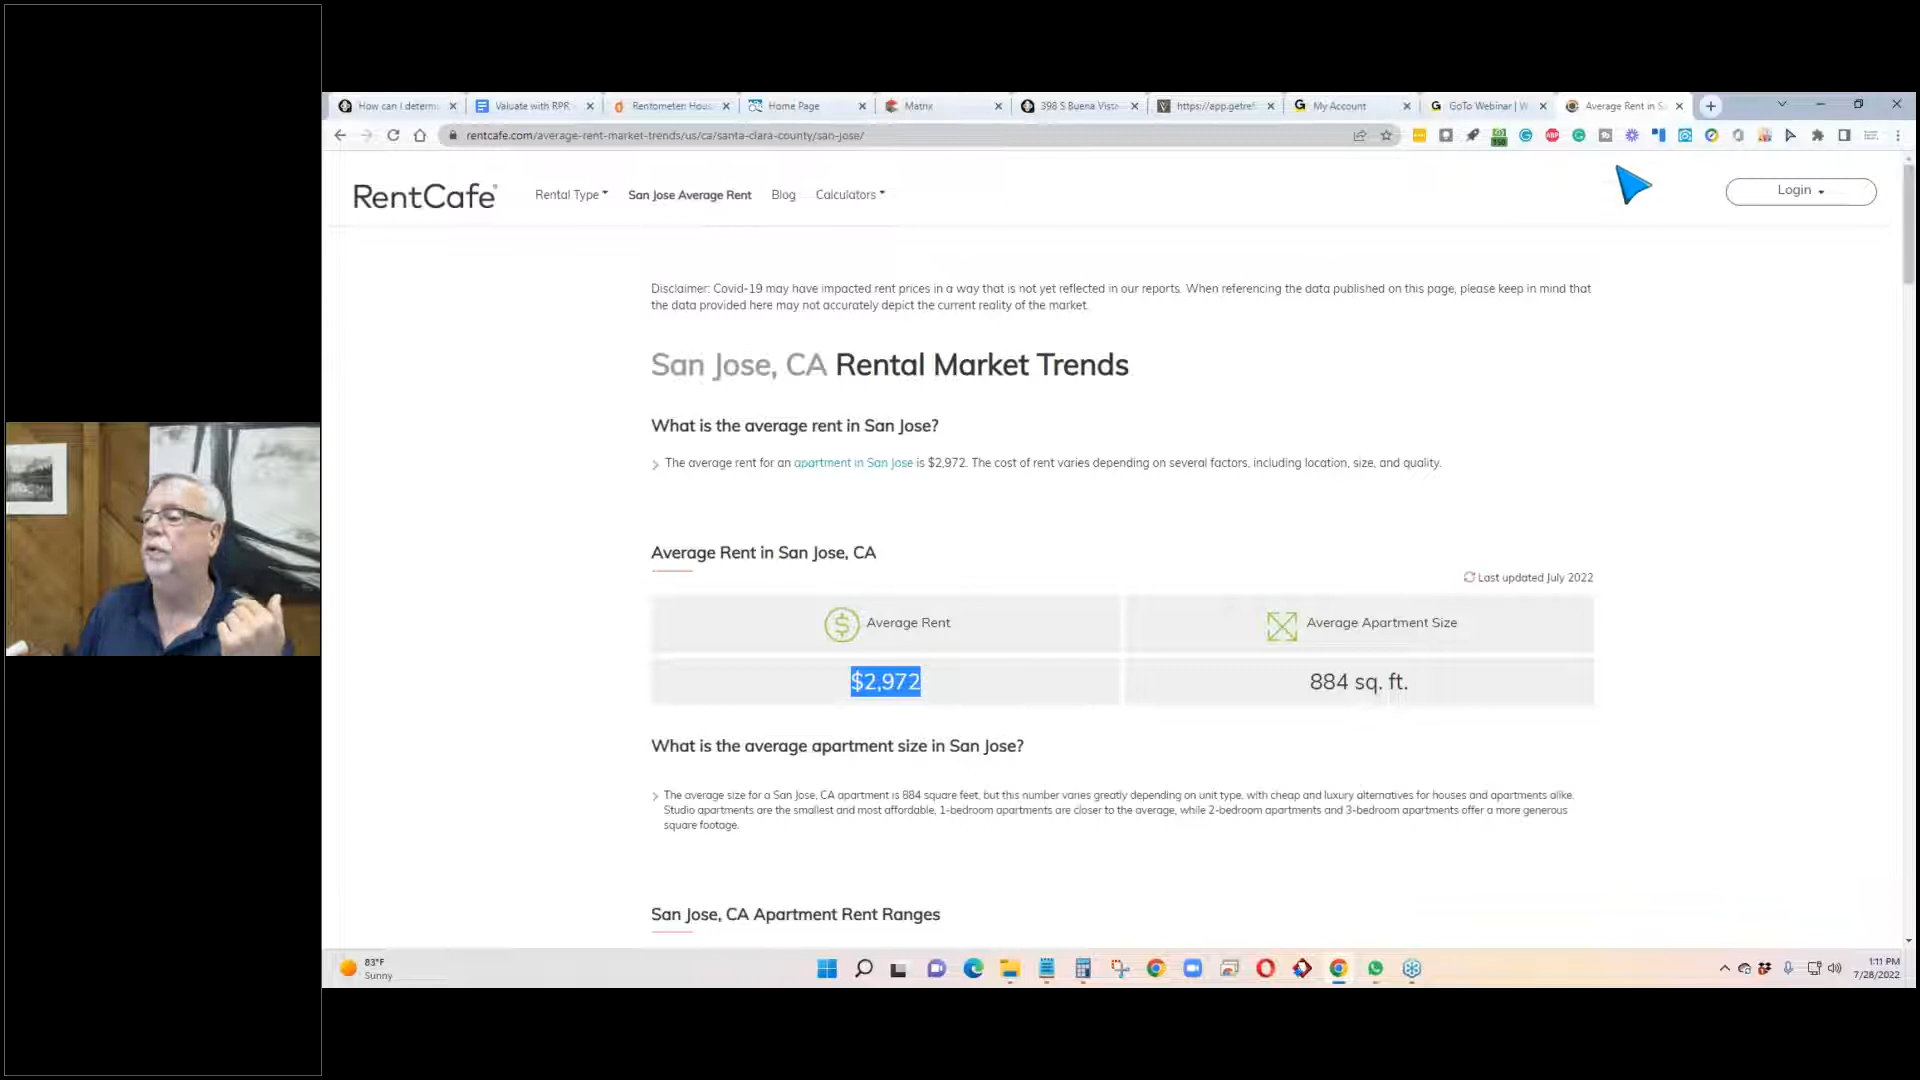 How can I determ
Valuate with RPR
Rentometer: Hous
Home Page
Matrix
398 S Buena Vista
https://app.getref
My Account
GoTo Webinar | W
Average Rent in S
rentcafe.com/average-rent-market-trends/us/ca/santa-clara-county/san-jose/
ABP
RentCafe
Rental Type
San Jose Average Rent
Blog
Calculators
Login
Disclaimer: Covid-19 may have impacted rent prices in a way that is not yet reflected in our reports. When referencing the data published on this page, please keep in mind that
the data provided here may not accurately depict the current reality of the market.
San Jose, CA Rental Market Trends
What is the average rent in San Jose?
The average rent for an apartment in San Jose is $2,972. The cost of rent varies depending on several factors, including location, size, and quality.
Average Rent in San Jose, CA
Last updated July 2022
Average Rent
Average Apartment Size
$2,972
884 sq. ft.
What is the average apartment size in San Jose?
The average size for a San Jose, CA apartment is 884 square feet, but this number varies greatly depending on unit type, with cheap and luxury alternatives for houses and apartments alike.
Studio apartments are the smallest and most affordable, 1-bedroom apartments are closer to the average, while 2-bedroom apartments and 3-bedroom apartments offer a more generous
square footage.
San Jose, CA Apartment Rent Ranges
83°F
Sunny
1:11 PM
7/28/2022